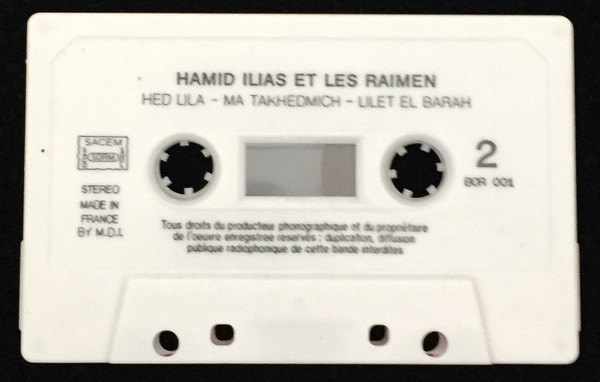 HAMID ILIAS ET LES RAIMEN
HED LILA - MA TAKHEDMICH - LILET EL BARAH
SACEM
SDRM
2
BOR 001
STEREO
MADE IN
FRANCE
BY M.D.L
Tous droits du producteur phonographique et du propriétaire
de l'oeuvre enregistree reservés : duplication, diffusion
publique radiophonique de cette bande interdites